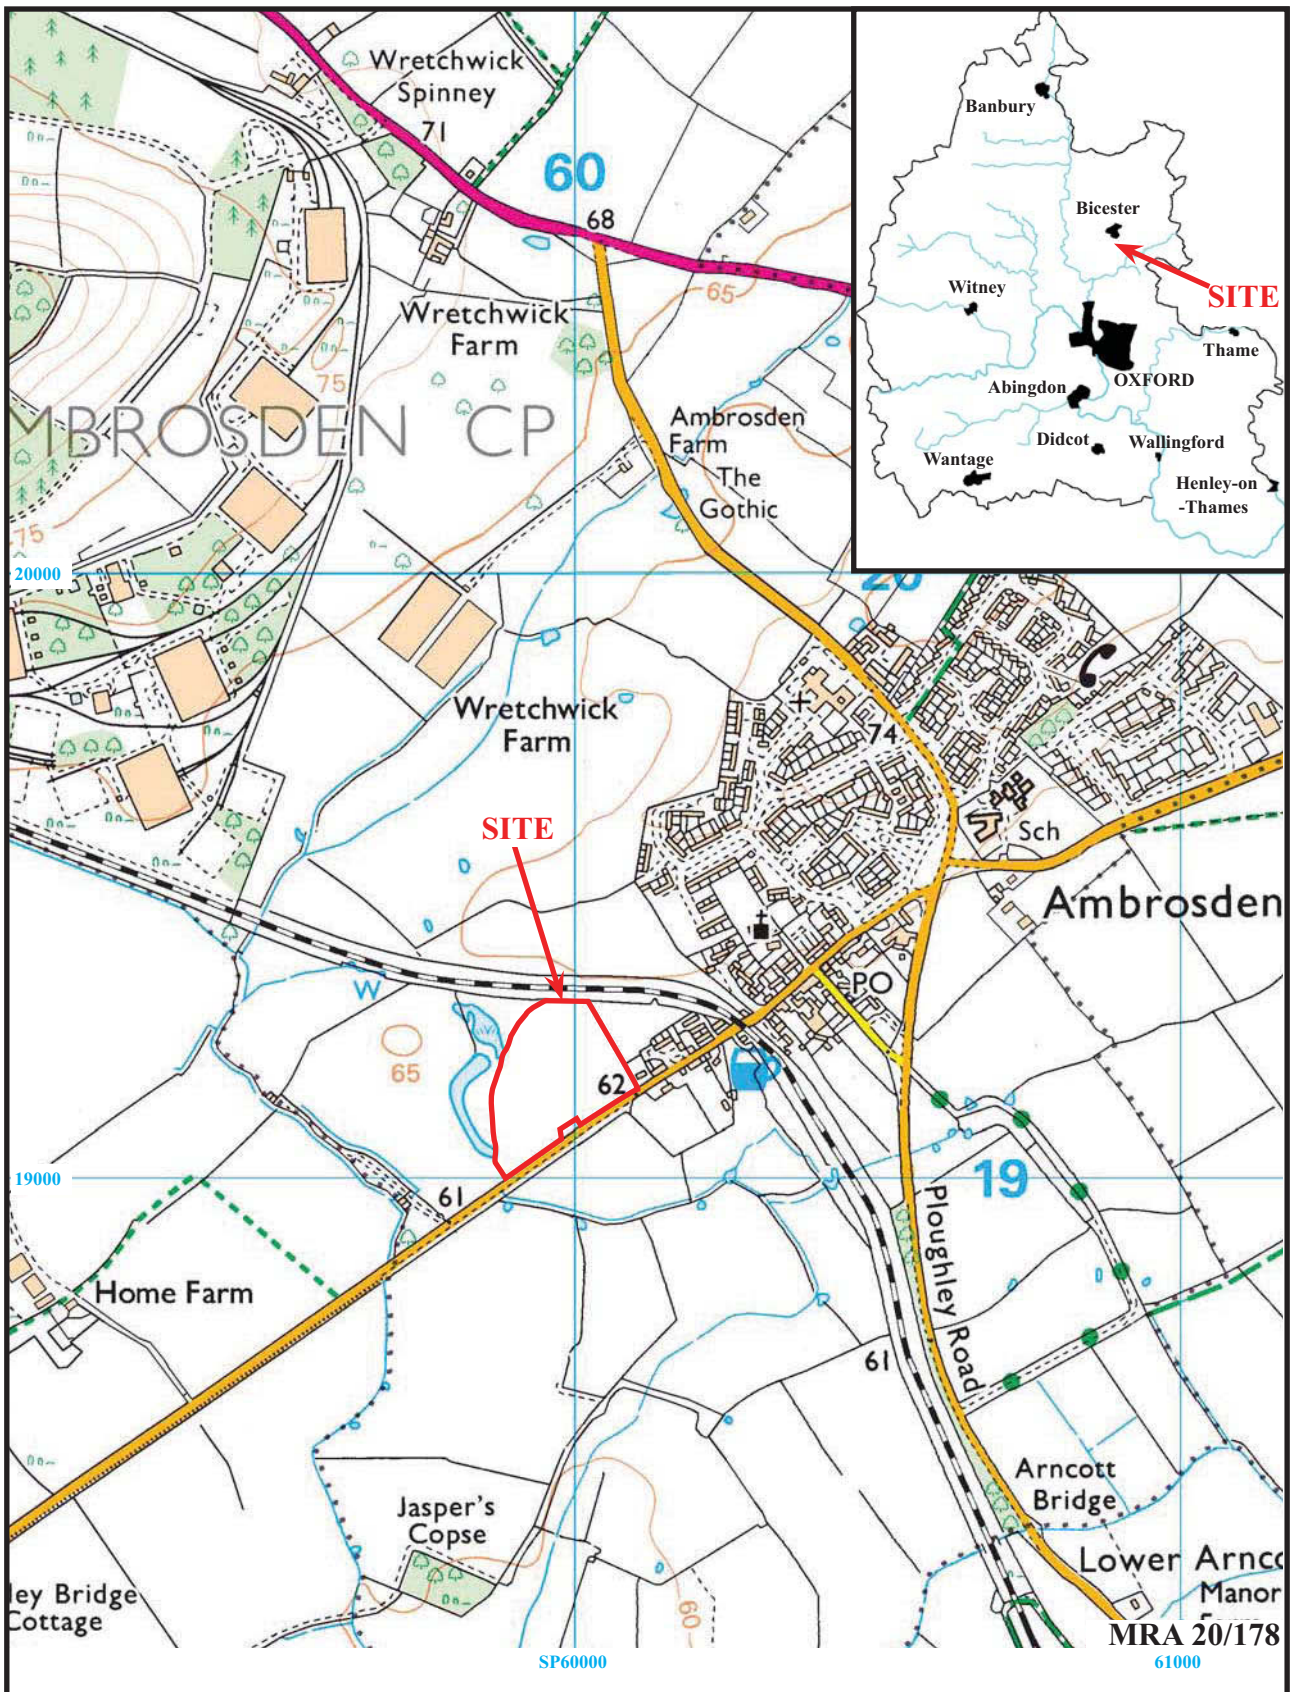 Wretchwick
Spinney
71
60
68
65
Wretchwick
Farm
75
MBROSDEN CP
Ambrosden
Farm
The
Gothic
75
20000
20
Wretchwick
Farm
74
SITE
Sch
Ambrosden
PO
W
65
62
19000
19
61
Ploughley Road
Home Farm
61
Jasper's
Copse
Arncott
Bridge
Lower Arnco
Manor
ley Bridge
Cottage
60
MRA 20/178
SP60000
61000
Banbury
Bicester
SITE
Witney
Thame
OXFORD
Abingdon
Didcot
Wallingford
Wantage
Henley-on
-Thames